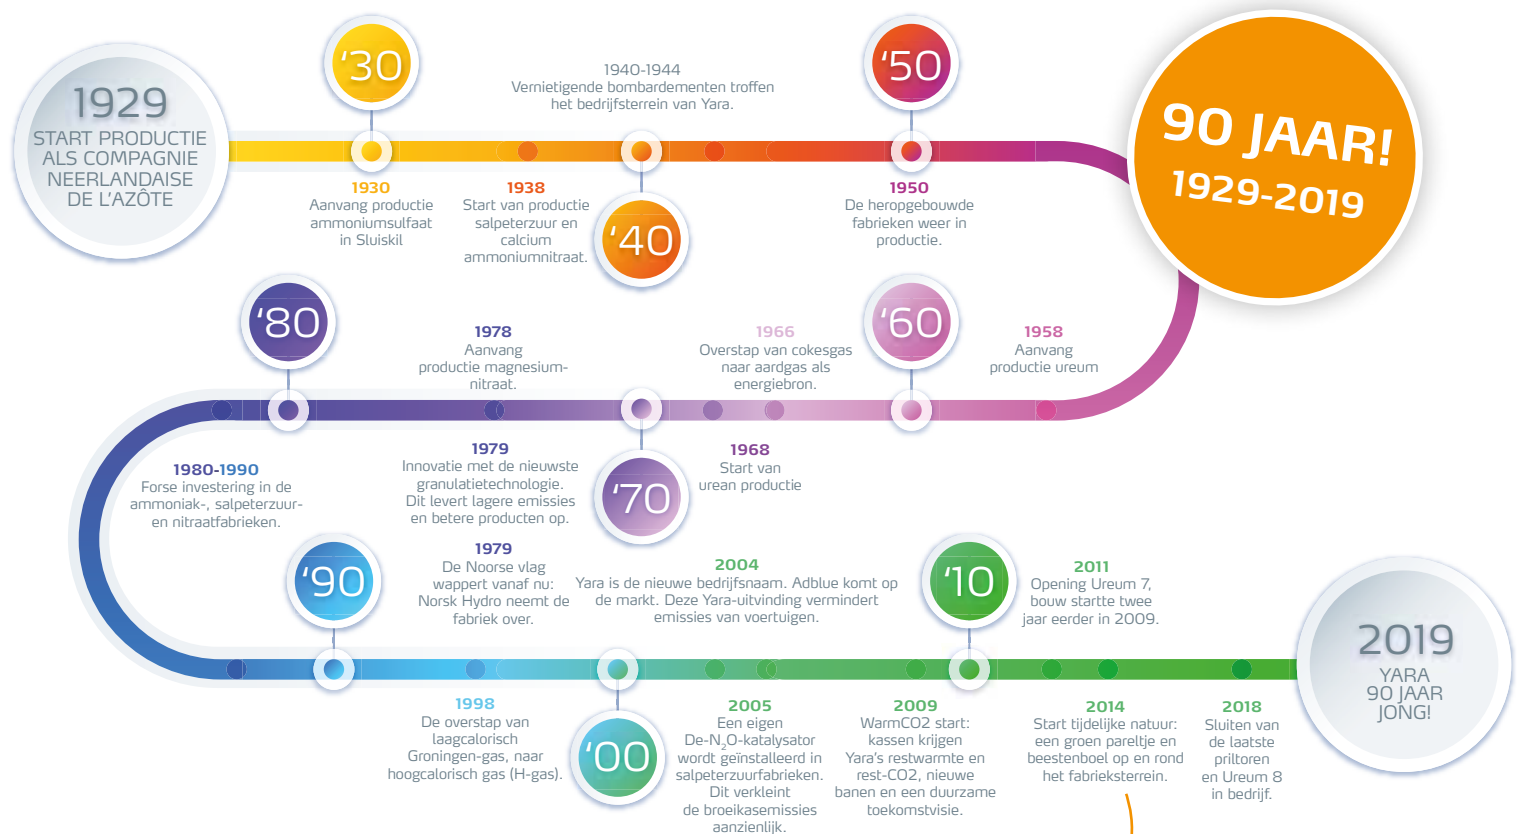 1929
START PRODUCTIE
ALS COMPAGNIE
NEERLANDAISE
DE L'AZÔTE
‘30
1930
Aanvang productie
ammoniumsulfaat
in Sluiskil
1938
Start van productie
salpeterzuur en
calcium
ammoniumnitraat.
1940-1944
Vernietigende bombardementen troffen
het bedrijfsterrein van Yara.
‘40
‘50
1950
De heropgebouwde
fabrieken weer in
productie.
90 JAAR!
1929-2019
1958
Aanvang
productie ureum
‘60
1966
Overstap van cokesgas
naar aardgas als
energiebron.
1968
Start van
urean productie
‘70
1978
Aanvang
productie magnesium-
nitraat.
1979
Innovatie met de nieuwste
granulatietechnologie.
Dit levert lagere emissies
en betere producten op.
1979
De Noorse vlag
wappert vanaf nu:
Norsk Hydro neemt de
fabriek over.
‘80
1980-1990
Forse investering in de
ammoniak-, salpeterzuur-
en nitraatfabrieken.
‘90
1998
De overstap van
laagcalorisch
Groningen-gas, naar
hoogcalorisch gas (H-gas).
‘00
2004
Yara is de nieuwe bedrijfsnaam. Adblue komt op
de markt. Deze Yara-uitvinding vermindert
emissies van voertuigen.
2005
Een eigen
De-N₂O-katalysator
wordt geïnstalleerd in
salpeterzuurfabrieken.
Dit verkleint
de broeikasemissies
aanzienlijk.
2009
WarmCO2 start:
kassen krijgen
Yara's restwarmte en
rest-CO2, nieuwe
banen en een duurzame
toekomstvisie.
‘10
2011
Opening Ureum 7,
bouw startte twee
jaar eerder in 2009.
2014
Start tijdelijke natuur:
een groen pareltje en
beestenboel op en rond
het fabrieksterrein.
2018
Sluiten van
de laatste
priltoren
en Ureum 8
in bedrijf.
2019
YARA
90 JAAR
JONG!